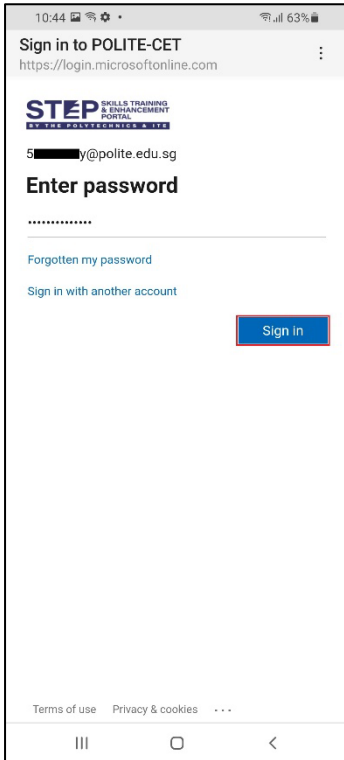 10:44
63%
Sign in to POLITE-CET
https://login.microsoftonline.com
STEP SKILLS TRAINING & ENHANCEMENT PORTAL
BY THE POLYTECHNICS & ITE
5 y@polite.edu.sg
Enter password
••••••••••••••
Forgotten my password
Sign in with another account
Sign in
Terms of use Privacy & cookies ...